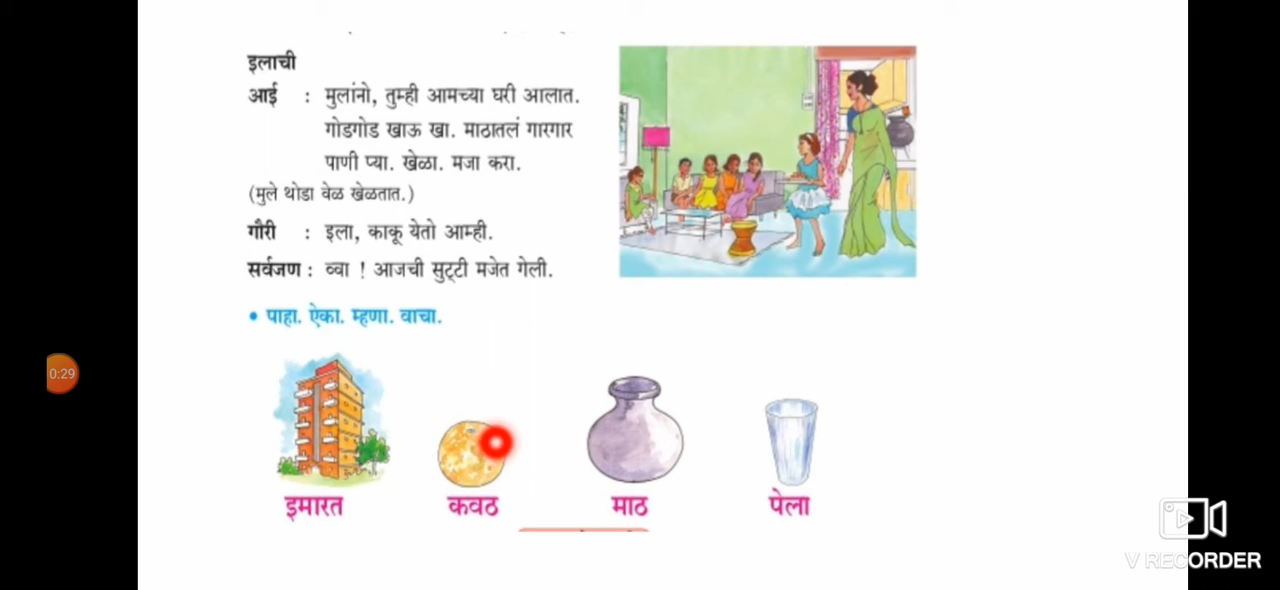 इलाची
आई : मुलांनो, तुम्ही आमच्या घरी आलात.
गोडगोड खाऊ खा. माठातलं गारगार
पाणी प्या. खेळा. मजा करा.
(मुले थोडा वेळ खेळतात.)
गौरी : इला, काकू येतो आम्ही.
सर्वजण : व्वा ! आजची सुट्टी मजेत गेली.
• पाहा. ऐका. म्हणा. वाचा.
0:29
इमारत कवठ माठ पेला
V RECORDER